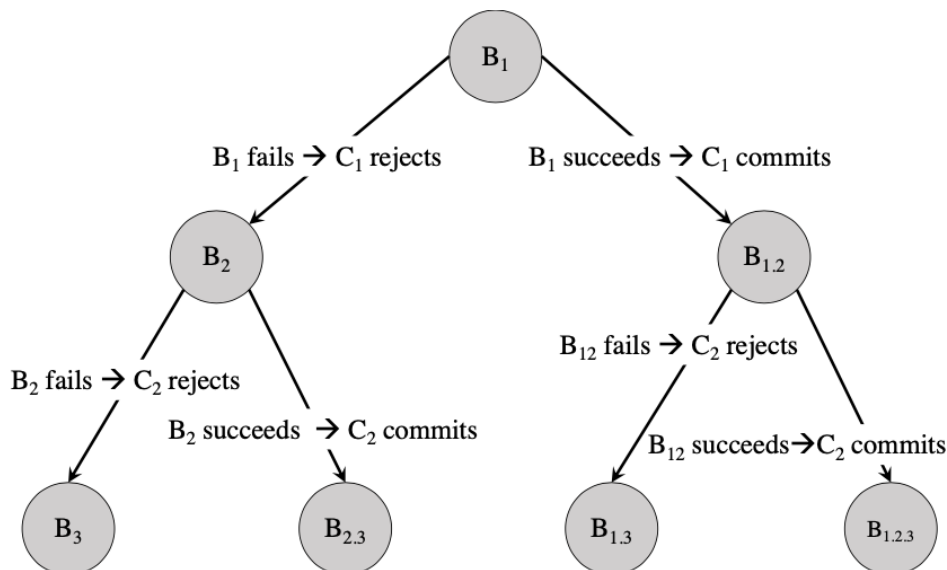 B₁
B₁ fails → C₁ rejects
B₁ succeeds → C₁ commits
B₂
B₁.₂
B₂ fails → C₂ rejects
B₂ succeeds → C₂ commits
B₁₂ fails → C₂ rejects
B₁₂ succeeds→C₂ commits
B₃
B₂.₃
B₁.₃
B₁.₂.₃